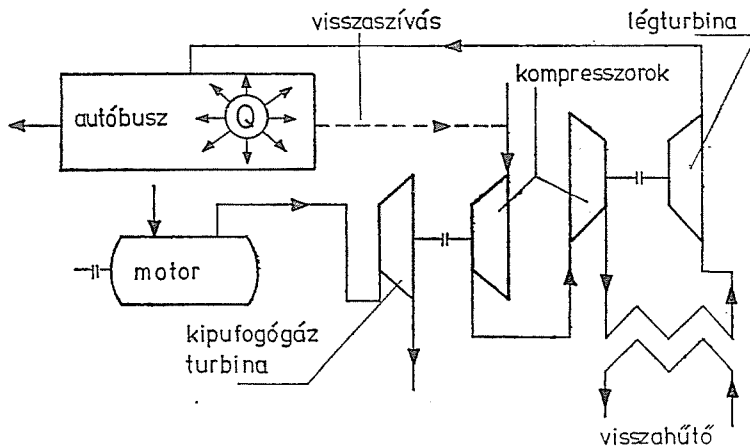 visszaszívás
légturbina
kompresszorok
autóbusz
Q
motor
kipufogógáz
turbina
visszahűtő